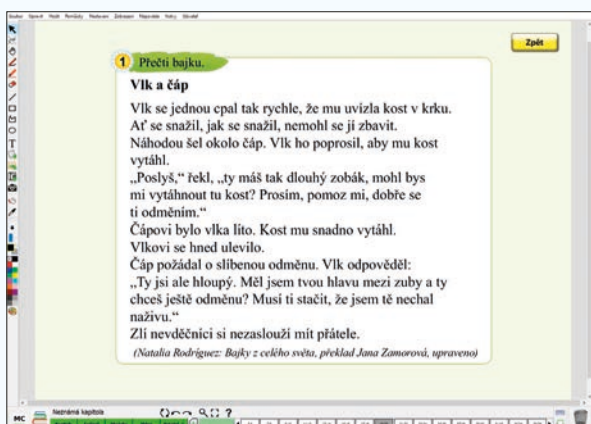 Zpět
1 Přečti bajku.
Vlk a čáp
Vlk se jednou cpal tak rychle, že mu uvízla kost v krku.
Ať se snažil, jak se snažil, nemohl se jí zbavit.
Náhodou šel okolo čáp. Vlk ho poprosil, aby mu kost
vytáhl.
„Poslyš,“ řekl, „ty máš tak dlouhý zobák, mohl bys
mi vytáhnout tu kost? Prosím, pomoz mi, dobře se
ti odměním.“
Čápovi bylo vlka líto. Kost mu snadno vytáhl.
Vlkovi se hned ulevilo.
Čáp požádal o slíbenou odměnu. Vlk odpověděl:
„Ty jsi ale hloupý. Měl jsem tvou hlavu mezi zuby a ty
chceš ještě odměnu? Musí ti stačit, že jsem tě nechal
naživu.“
Zlí nevděčníci si nezaslouží mít přátele.
(Natalia Rodríguez: Bajky z celého světa, překlad Jana Zamorová, upraveno)
MC
Neznámá kapitola